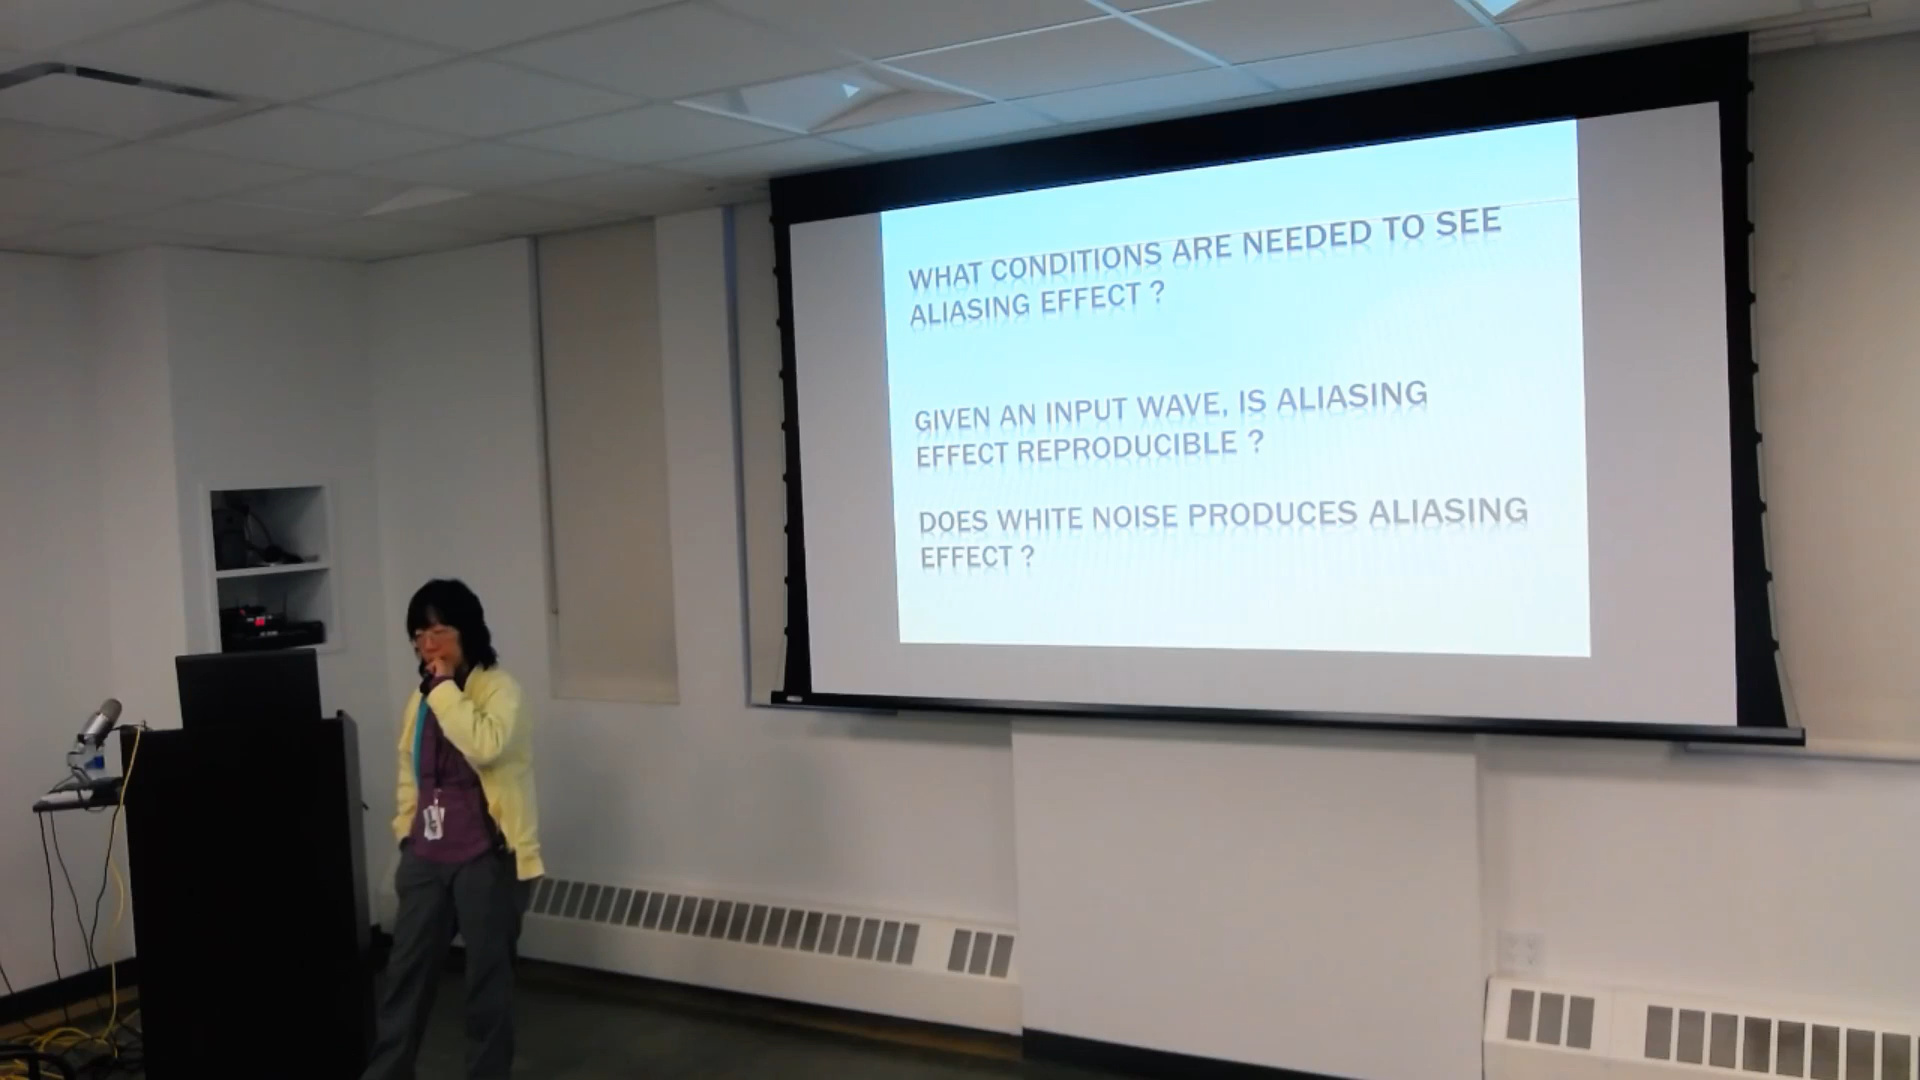 WHAT CONDITIONS ARE NEEDED TO SEE
ALIASING EFFECT ?
GIVEN AN INPUT WAVE, IS ALIASING
EFFECT REPRODUCIBLE ?
DOES WHITE NOISE PRODUCES ALIASING
EFFECT ?